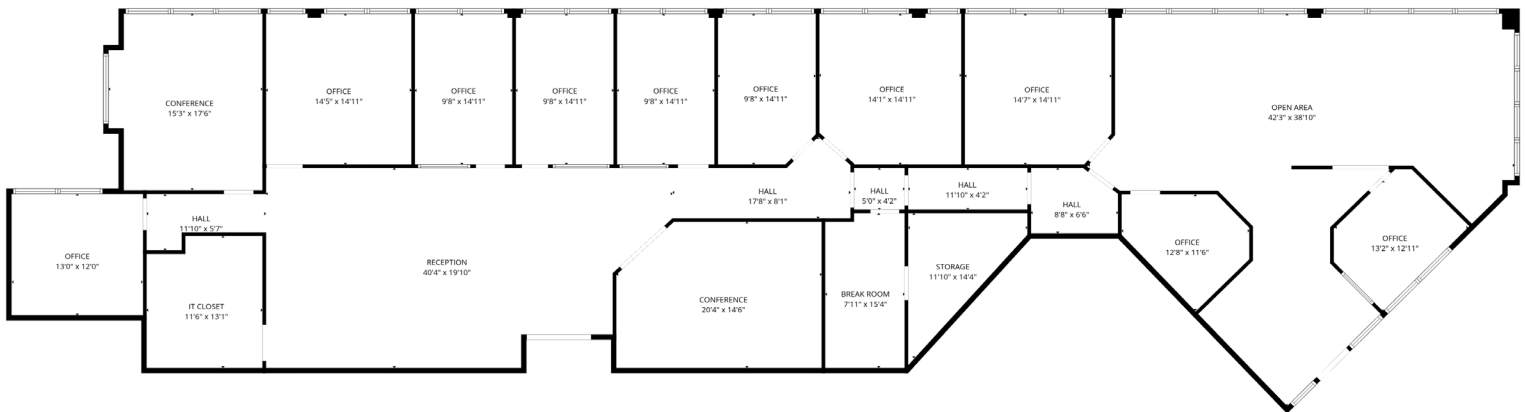 CONFERENCE
15'3" x 17'6"
OFFICE
14'5" x 14'11"
OFFICE
9'8" x 14'11"
OFFICE
9'8" x 14'11"
OFFICE
9'8" x 14'11"
OFFICE
9'8" x 14'11"
OFFICE
14'1" x 14'11"
OFFICE
14'7" x 14'11"
OPEN AREA
42'3" x 38'10"
HALL
11'10" x 5'7"
HALL
17'8" x 8'1"
HALL
5'0" x 4'2"
HALL
11'10" x 4'2"
HALL
8'8" x 6'6"
OFFICE
13'0" x 12'0"
IT CLOSET
11'6" x 13'1"
RECEPTION
40'4" x 19'10"
CONFERENCE
20'4" x 14'6"
BREAK ROOM
7'11" x 15'4"
STORAGE
11'10" x 14'4"
OFFICE
12'8" x 11'6"
OFFICE
13'2" x 12'11"